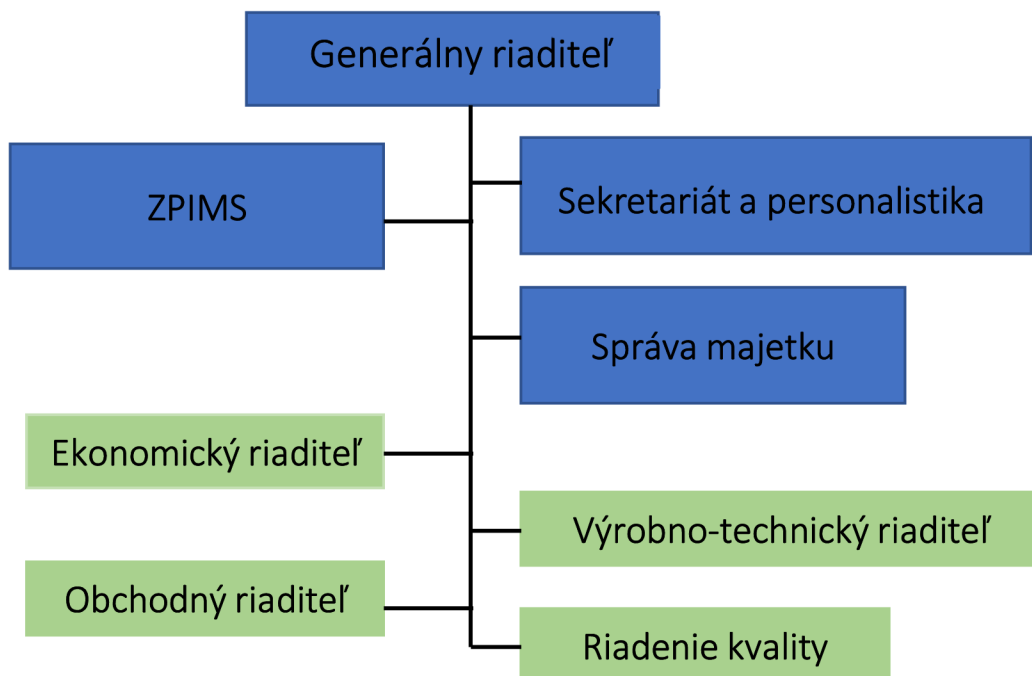 Generálny riaditeľ
ZPIMS
Sekretariát a personalistika
Správa majetku
Ekonomický riaditeľ
Výrobno-technický riaditeľ
Obchodný riaditeľ
Riadenie kvality